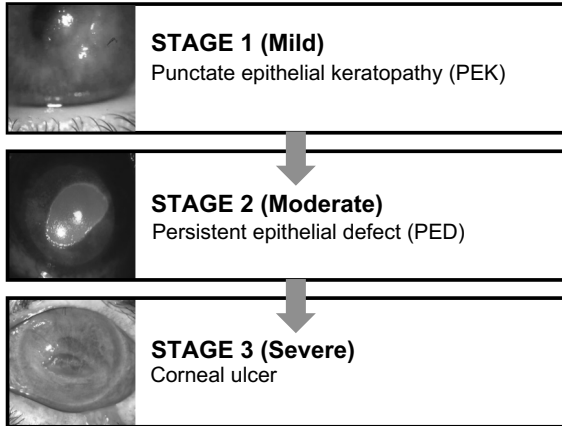 STAGE 1 (Mild)
Punctate epithelial keratopathy (PEK)
STAGE 2 (Moderate)
Persistent epithelial defect (PED)
STAGE 3 (Severe)
Corneal ulcer